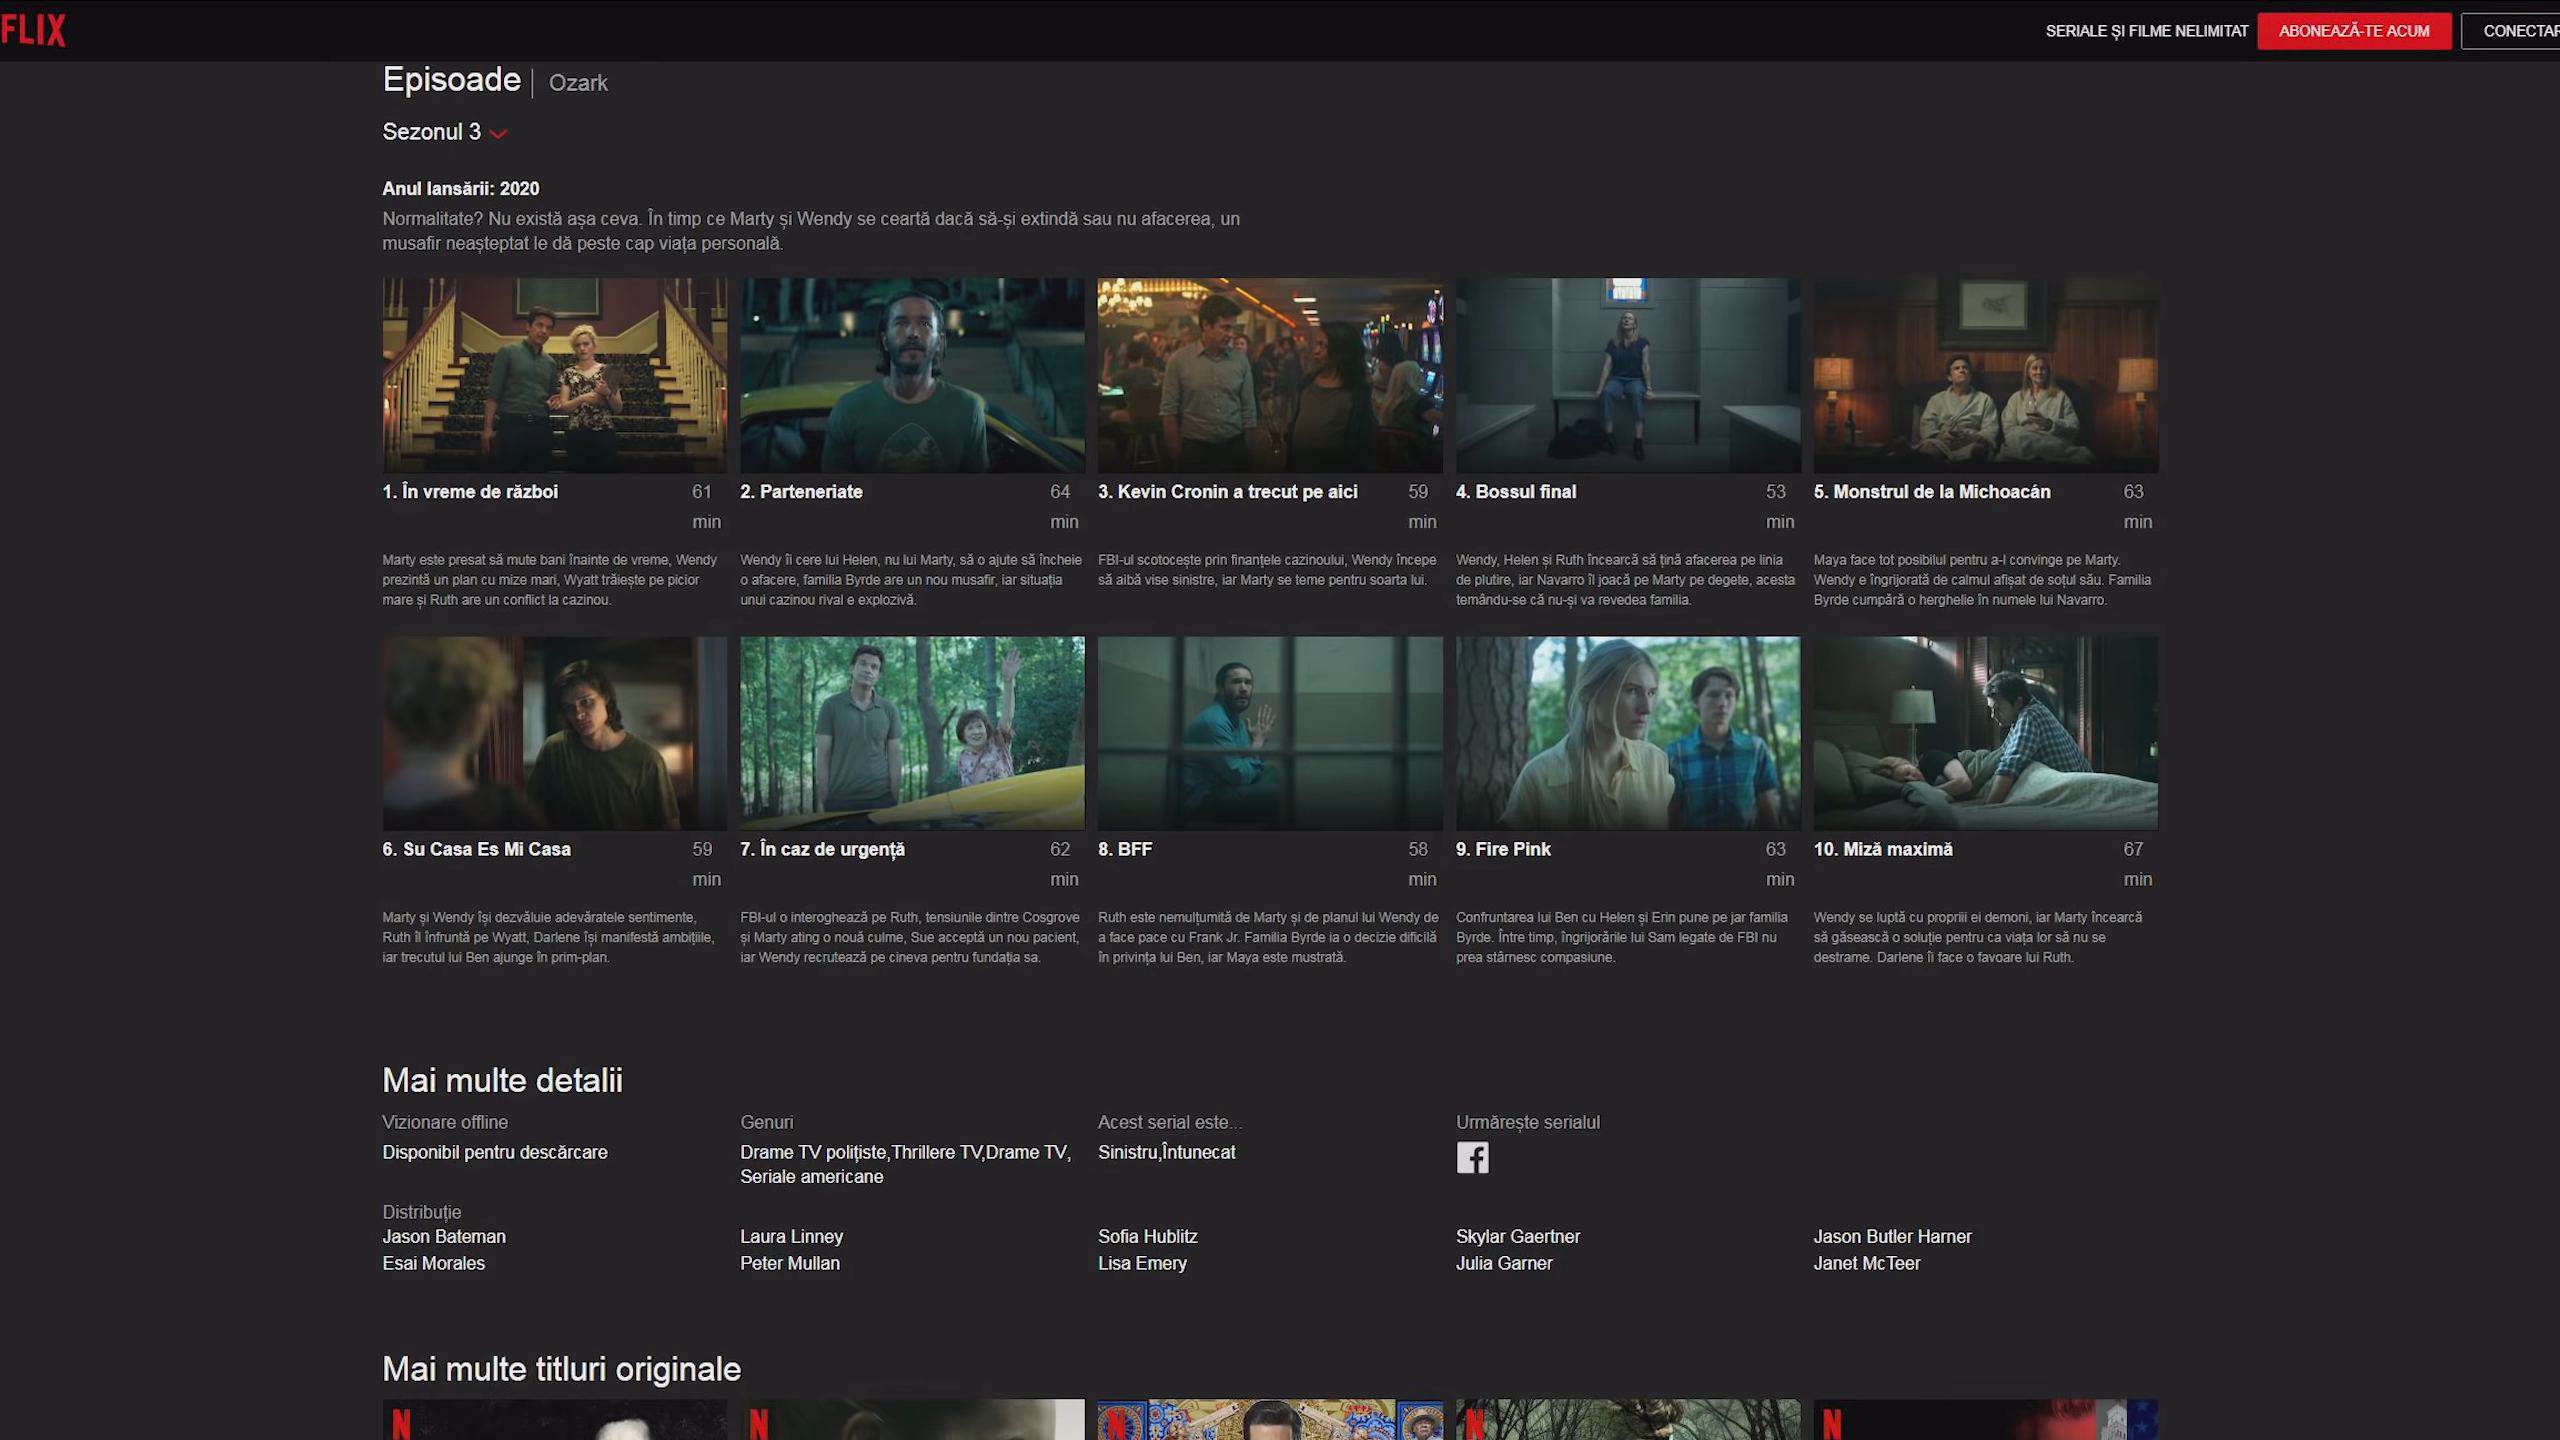 FLIX
SERIALE ȘI FILME NELIMITAT
ABONEAZĂ-TE ACUM
CONECTAR
Episoade | Ozark
Sezonul 3
Anul lansării: 2020
Normalitate? Nu există așa ceva. În timp ce Marty și Wendy se ceartă dacă să-și extindă sau nu afacerea, un
musafir neașteptat le dă peste cap viața personală.
1. În vreme de război
61
min
Marty este presat să mute bani înainte de vreme, Wendy
prezintă un plan cu mize mari, Wyatt trăiește pe picior
mare și Ruth are un conflict la cazinou.
2. Parteneriate
64
min
Wendy îi cere lui Helen, nu lui Marty, să o ajute să încheie
o afacere, familia Byrde are un nou musafir, iar situația
unui cazinou rival e explozivă.
3. Kevin Cronin a trecut pe aici
59
min
FBI-ul scotocește prin finanțele cazinoului, Wendy începe
să aibă vise sinistre, iar Marty se teme pentru soarta lui.
4. Bossul final
53
min
Wendy, Helen și Ruth încearcă să țină afacerea pe linia
de plutire, iar Navarro îl joacă pe Marty pe degete, acesta
temându-se că nu-și va revedea familia.
5. Monstrul de la Michoacán
63
min
Maya face tot posibilul pentru a-l convinge pe Marty.
Wendy e îngrijorată de calmul afișat de soțul său. Familia
Byrde cumpără o herghelie în numele lui Navarro.
6. Su Casa Es Mi Casa
59
min
Marty și Wendy își dezvăluie adevăratele sentimente,
Ruth îl înfruntă pe Wyatt, Darlene își manifestă ambițiile,
iar trecutul lui Ben ajunge în prim-plan.
7. În caz de urgență
62
min
FBI-ul o interoghează pe Ruth, tensiunile dintre Cosgrove
și Marty ating o nouă culme, Sue acceptă un nou pacient,
iar Wendy recrutează pe cineva pentru fundația sa.
8. BFF
58
min
Ruth este nemulțumită de Marty și de planul lui Wendy de
a face pace cu Frank Jr. Familia Byrde ia o decizie dificilă
în privința lui Ben, iar Maya este mustrată.
9. Fire Pink
63
min
Confruntarea lui Ben cu Helen și Erin pune pe jar familia
Byrde. Între timp, îngrijorările lui Sam legate de FBI nu
prea stârnesc compasiune.
10. Miză maximă
67
min
Wendy se luptă cu propriii ei demoni, iar Marty încearcă
să găsească o soluție pentru ca viața lor să nu se
destrame. Darlene îi face o favoare lui Ruth.
Mai multe detalii
Vizionare offline
Disponibil pentru descărcare
Genuri
Drame TV polițiste,Thrillere TV,Drame TV,
Seriale americane
Acest serial este...
Sinistru,Întunecat
Urmărește serialul
Distribuție
Jason Bateman
Laura Linney
Sofia Hublitz
Skylar Gaertner
Jason Butler Harner
Esai Morales
Peter Mullan
Lisa Emery
Julia Garner
Janet McTeer
Mai multe titluri originale
N
N
N
N
N